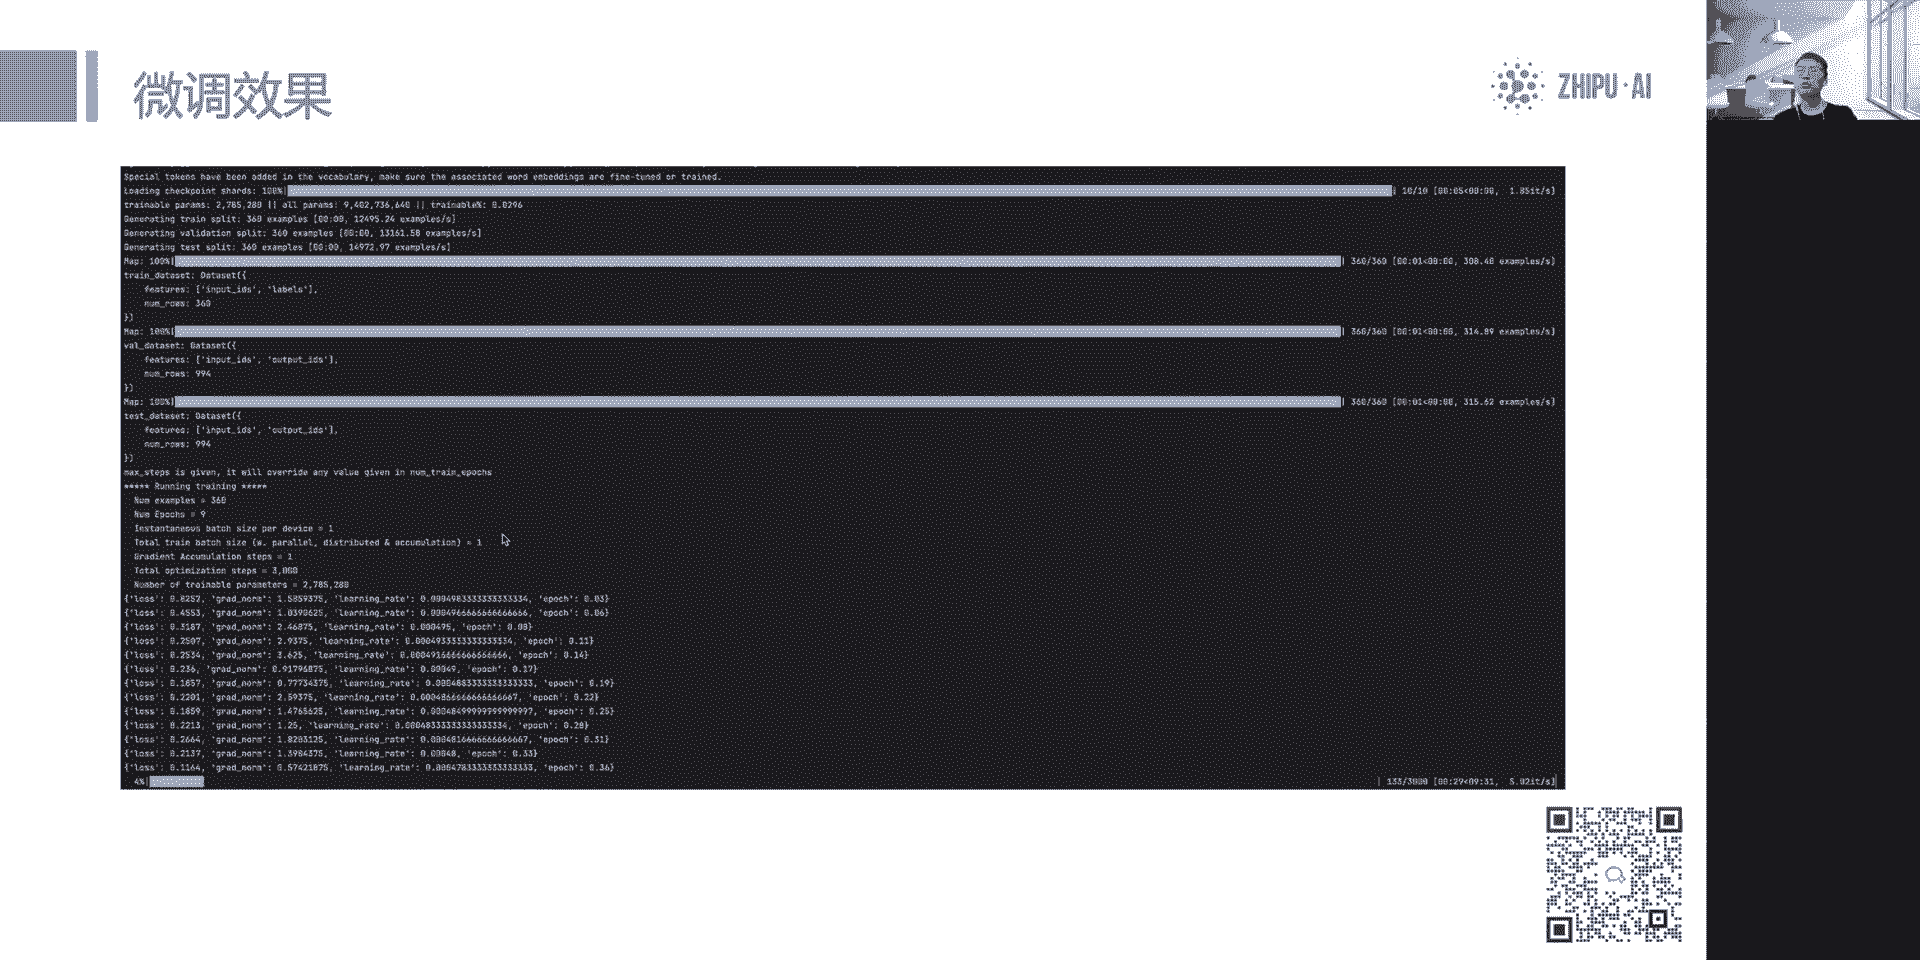 微调效果
ZHIPU·AI
Special tokens have been added in the vocabulary, make sure the associated word embeddings are fine-tuned or trained.
Loading checkpoint shards: 100%| | 10/10 [00:05<00:00, 1.85it/s]
trainable params: 2,785,280 || all params: 9,402,736,640 || trainable%: 0.0296
Generating train split: 360 examples [00:00, 12495.24 examples/s]
Generating validation split: 360 examples [00:00, 13161.58 examples/s]
Generating test split: 360 examples [00:00, 14972.97 examples/s]
Map: 100%| | 360/360 [00:01<00:00, 308.48 examples/s]
train_dataset: Dataset({
features: ['input_ids', 'labels'],
num_rows: 360
})
Map: 100%| | 360/360 [00:01<00:00, 314.89 examples/s]
val_dataset: Dataset({
features: ['input_ids', 'output_ids'],
num_rows: 994
})
Map: 100%| | 360/360 [00:01<00:00, 315.62 examples/s]
test_dataset: Dataset({
features: ['input_ids', 'output_ids'],
num_rows: 994
})
max_steps is given, it will override any value given in num_train_epochs
***** Running training *****
Num examples = 360
Num Epochs = 9
Instantaneous batch size per device = 1
Total train batch size (w. parallel, distributed & accumulation) = 1
Gradient Accumulation steps = 1
Total optimization steps = 3,000
Number of trainable parameters = 2,785,280
{'loss': 0.8252, 'grad_norm': 1.5859375, 'learning_rate': 0.0004983333333333334, 'epoch': 0.03}
{'loss': 0.4553, 'grad_norm': 1.0390625, 'learning_rate': 0.0004966666666666666, 'epoch': 0.06}
{'loss': 0.3187, 'grad_norm': 2.46875, 'learning_rate': 0.000495, 'epoch': 0.08}
{'loss': 0.2507, 'grad_norm': 2.9375, 'learning_rate': 0.0004933333333333334, 'epoch': 0.11}
{'loss': 0.2534, 'grad_norm': 3.625, 'learning_rate': 0.0004916666666666666, 'epoch': 0.14}
{'loss': 0.236, 'grad_norm': 0.91796875, 'learning_rate': 0.00049, 'epoch': 0.17}
{'loss': 0.1657, 'grad_norm': 0.77734375, 'learning_rate': 0.0004883333333333333, 'epoch': 0.19}
{'loss': 0.2201, 'grad_norm': 2.59375, 'learning_rate': 0.0004866666666666667, 'epoch': 0.22}
{'loss': 0.1859, 'grad_norm': 1.4765625, 'learning_rate': 0.00048499999999999997, 'epoch': 0.25}
{'loss': 0.2213, 'grad_norm': 1.25, 'learning_rate': 0.00048333333333333334, 'epoch': 0.28}
{'loss': 0.2664, 'grad_norm': 1.8203125, 'learning_rate': 0.0004816666666666667, 'epoch': 0.31}
{'loss': 0.2137, 'grad_norm': 1.3984375, 'learning_rate': 0.00048, 'epoch': 0.33}
{'loss': 0.1164, 'grad_norm': 0.57421875, 'learning_rate': 0.0004783333333333333, 'epoch': 0.36}
4%| | 133/3000 [00:29<09:31, 5.02it/s]